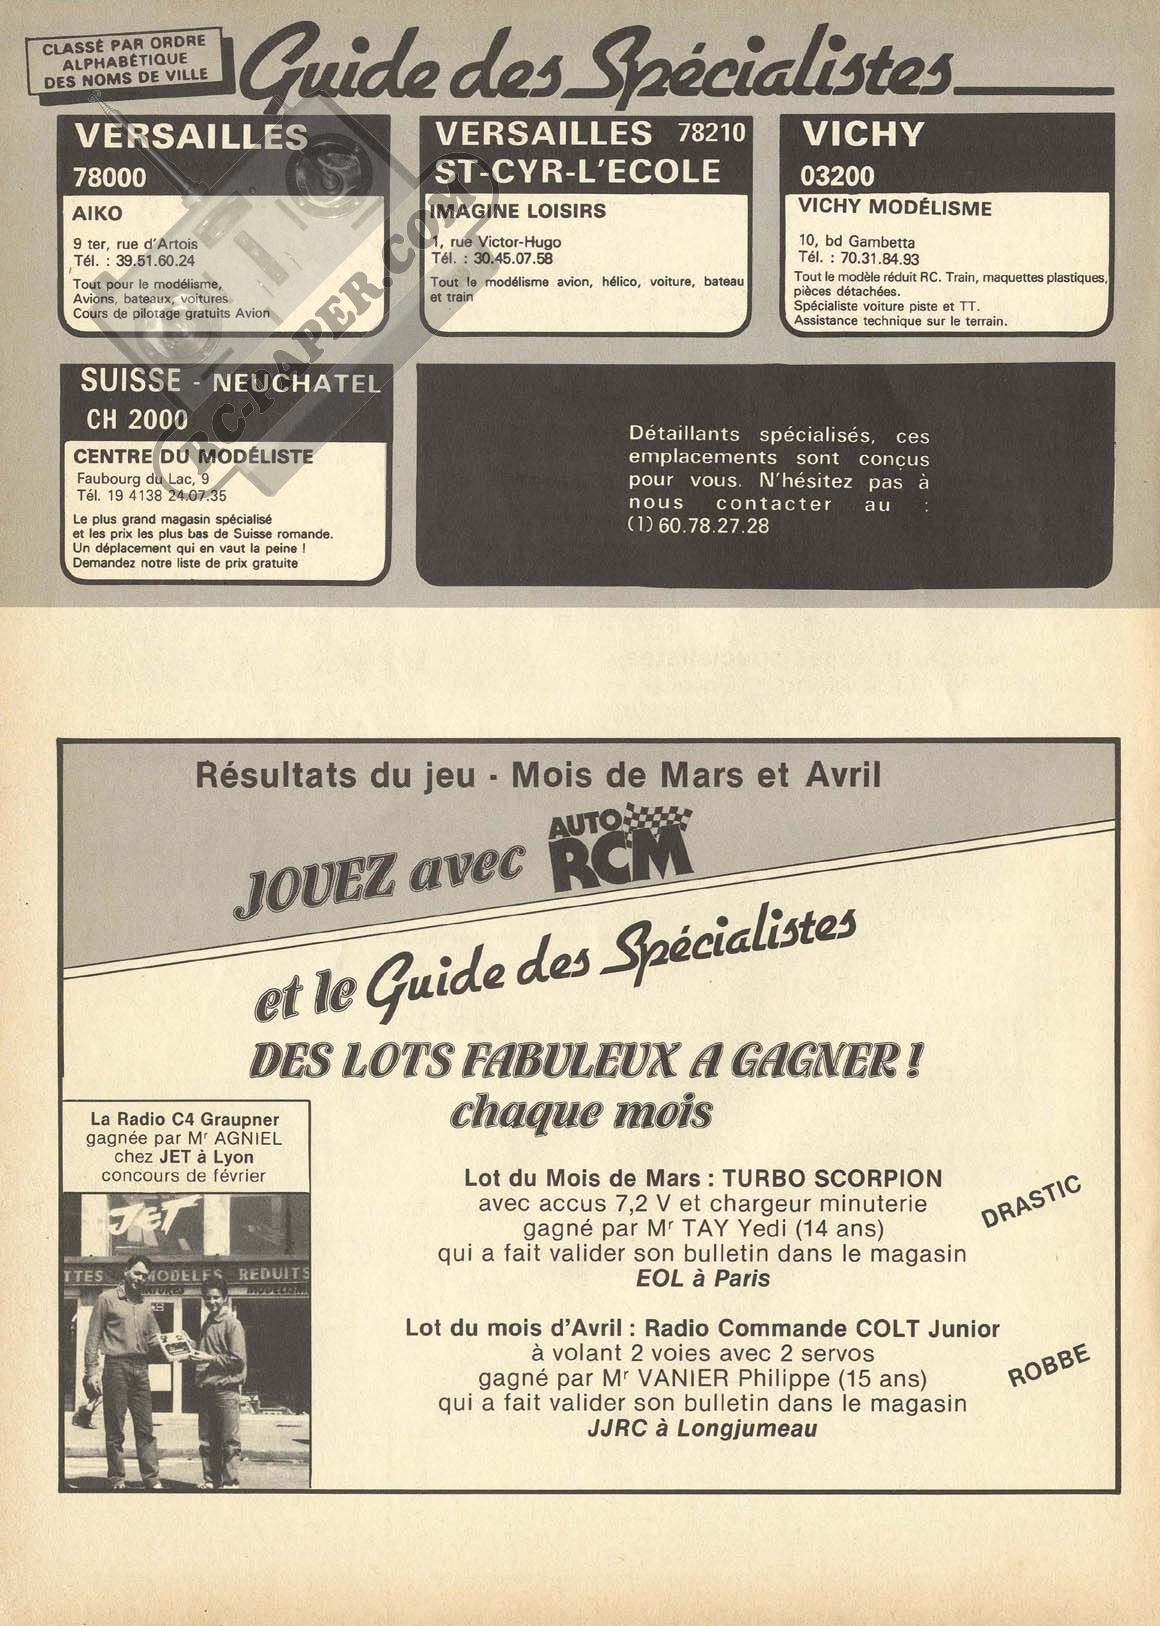 CLASSÉ PAR ORDRE
ALPHABÉTIQUE
DES NOMS DE VILLE
Guide des Spécialistes
VERSAILLES
78000
AIKO
9 ter, rue d'Artois
Tél. : 39.51.60.24
Tout pour le modélisme,
Avions, bateaux, voitures
Cours de pilotage gratuits Avion
VERSAILLES 78210
ST-CYR-L'ECOLE
IMAGINE LOISIRS
1, rue Victor-Hugo
Tél. : 30.45.07.58
Tout le modélisme avion, hélico, voiture, bateau
et train
VICHY
03200
VICHY MODÉLISME
10, bd Gambetta
Tél. : 70.31.84.93
Tout le modèle réduit RC. Train, maquettes plastiques,
pièces détachées.
Spécialiste voiture piste et TT.
Assistance technique sur le terrain.
RC-PAPER.COM
SUISSE - NEUCHATEL
CH 2000
CENTRE DU MODÉLISTE
Faubourg du Lac, 9
Tél. 19 4138 24.07.35
Le plus grand magasin spécialisé
et les prix les plus bas de Suisse romande.
Un déplacement qui en vaut la peine !
Demandez notre liste de prix gratuite
Détaillants spécialisés, ces
emplacements sont conçus
pour vous. N'hésitez pas à
nous contacter au :
(1) 60.78.27.28
Résultats du jeu - Mois de Mars et Avril
JOUEZ avec AUTO RCM
et le Guide des Spécialistes
DES LOTS FABULEUX A GAGNER !
chaque mois
La Radio C4 Graupner
gagnée par Mr AGNIEL
chez JET à Lyon
concours de février
JET
TTES MODELES REDUITS
Lot du Mois de Mars : TURBO SCORPION
avec accus 7,2 V et chargeur minuterie
gagné par Mr TAY Yedi (14 ans)
qui a fait valider son bulletin dans le magasin
EOL à Paris
DRASTIC
Lot du mois d'Avril : Radio Commande COLT Junior
à volant 2 voies avec 2 servos
gagné par Mr VANIER Philippe (15 ans)
qui a fait valider son bulletin dans le magasin
JJRC à Longjumeau
ROBBE